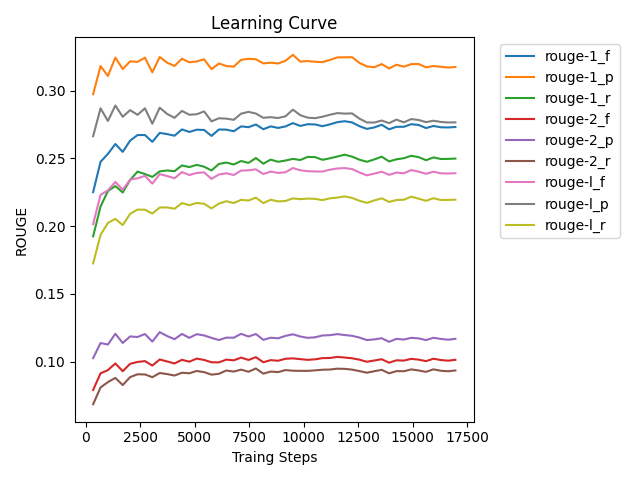 Learning Curve
ROUGE
0.30
0.25
0.20
0.15
0.10
0
2500
5000
7500
10000
12500
15000
17500
Traing Steps
rouge-1_f
rouge-1_p
rouge-1_r
rouge-2_f
rouge-2_p
rouge-2_r
rouge-l_f
rouge-l_p
rouge-l_r